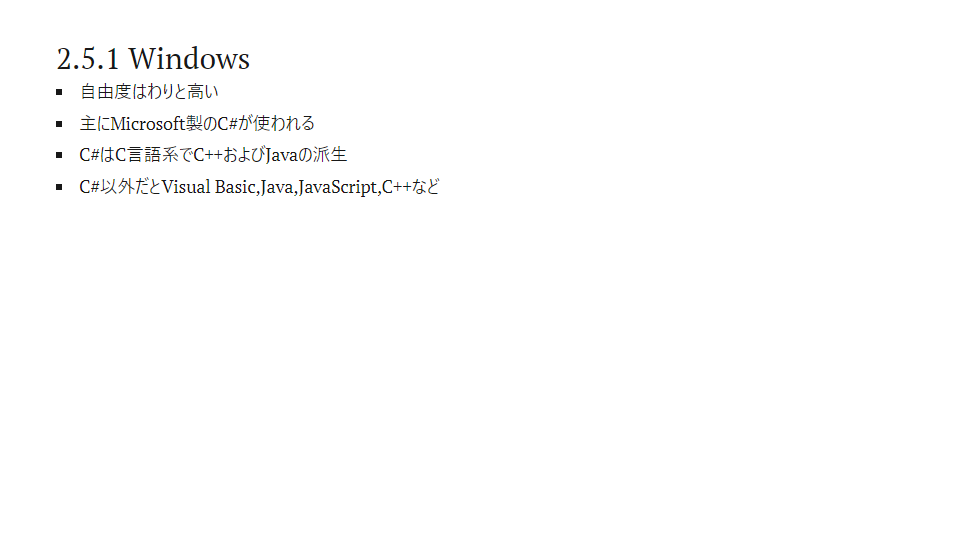 2.5.1 Windows
▪ 自由度はわりと高い
▪ 主にMicrosoft製のC#が使われる
▪ C#はC言語系でC++およびJavaの派生
▪ C#以外だとVisual Basic,Java,JavaScript,C++など